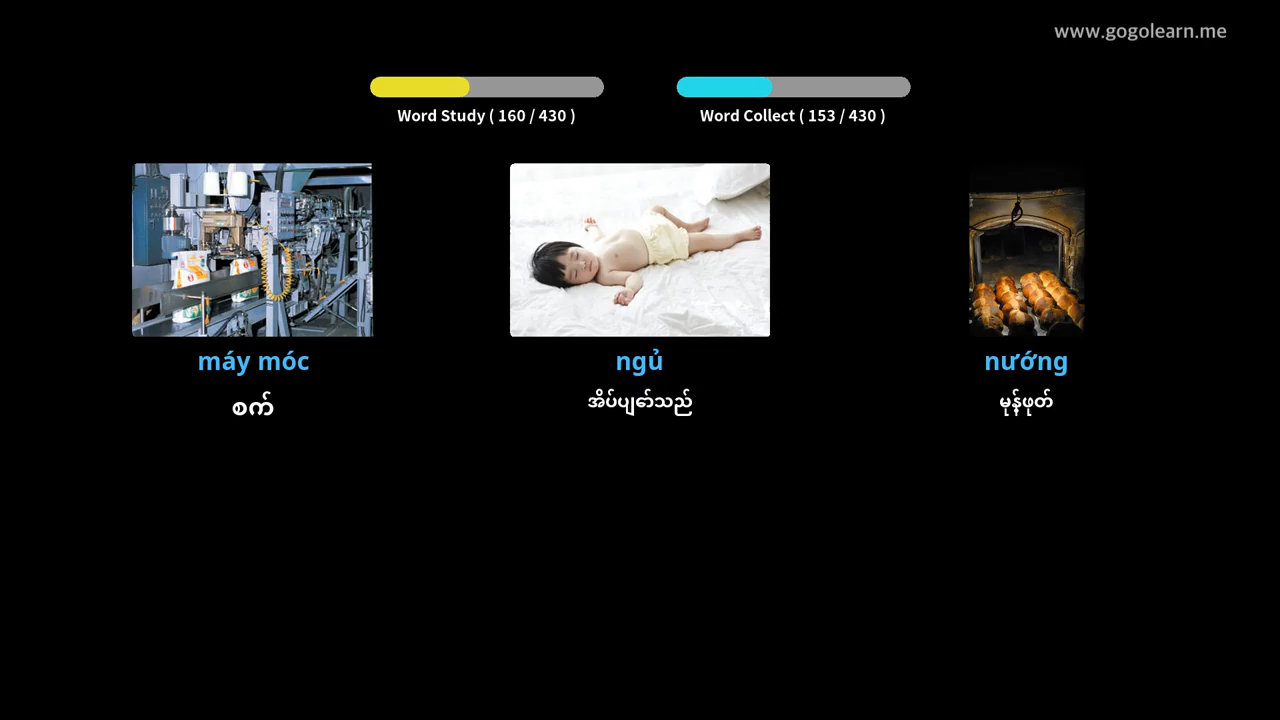 www.gogolearn.me
Word Study ( 160 / 430 )
Word Collect ( 153 / 430 )
máy móc
ngủ
nướng
စက်
အိပ်ပျော်သည်
မုန့်ဖုတ်